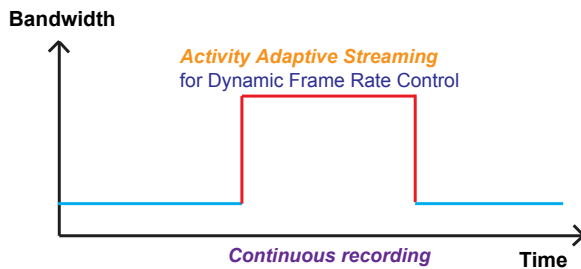 Bandwidth
Activity Adaptive Streaming
for Dynamic Frame Rate Control
Continuous recording
Time